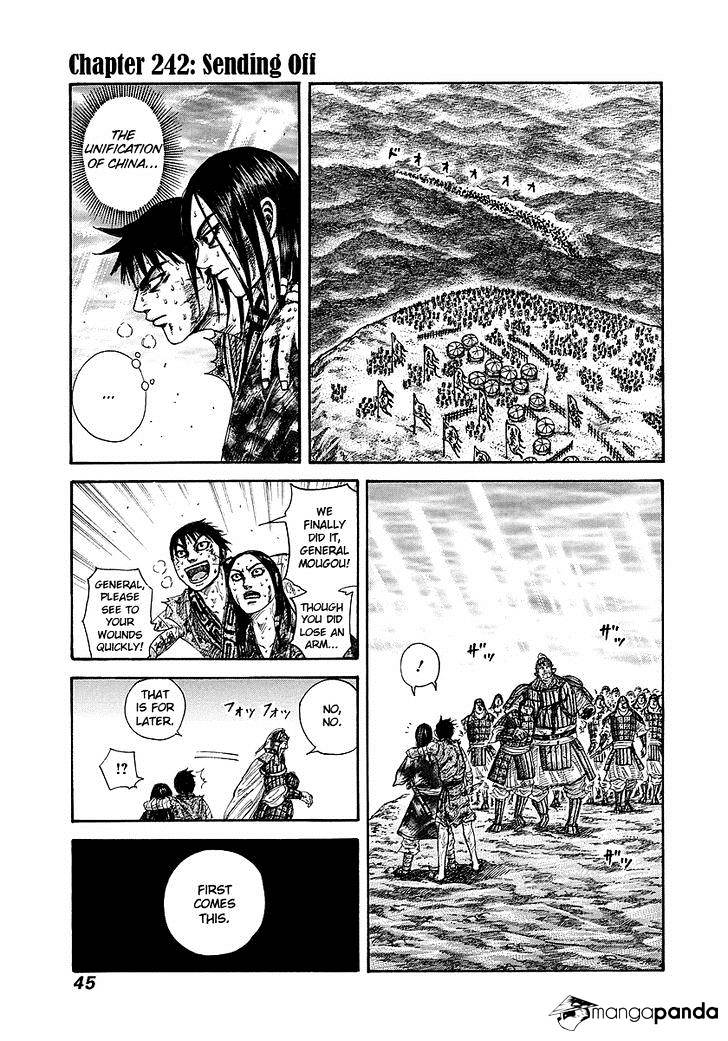 Chapter 242: Sending Off
ドオオオオオ
THE
UNIFICATION
OF CHINA...
...
ザッ
ザッ
!
ザッ
WE
FINALLY
DID IT,
GENERAL
MOUGOU!
THOUGH
YOU DID
LOSE AN
ARM...
GENERAL,
PLEASE
SEE TO
YOUR
WOUNDS
QUICKLY!
NO,
NO.
フォッフォッ
THAT
IS FOR
LATER.
!?
FIRST
COMES
THIS.
45
mangapanda